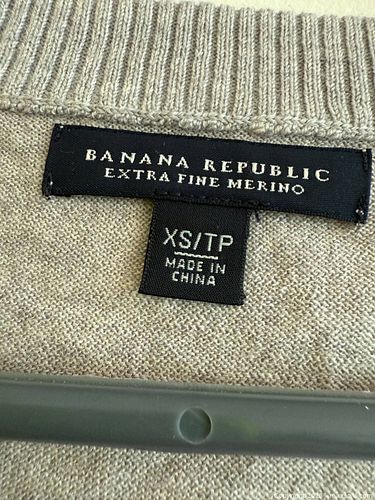 BANANA REPUBLIC
EXTRA FINE MERINO
XS/TP
MADE IN
CHINA